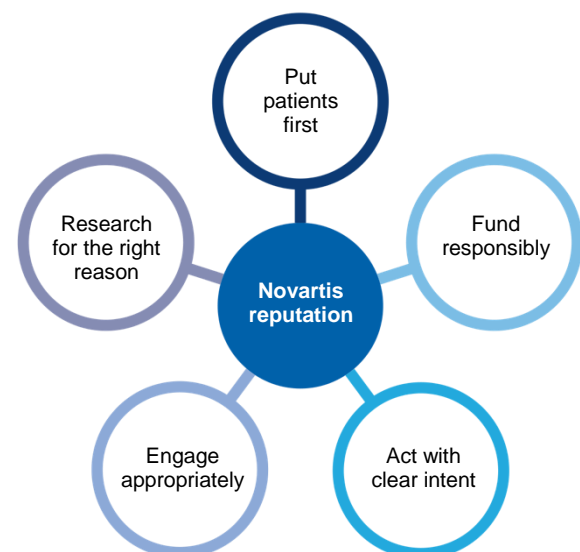 Put
patients
first
Fund
responsibly
Act with
clear intent
Engage
appropriately
Research
for the right
reason
Novartis
reputation